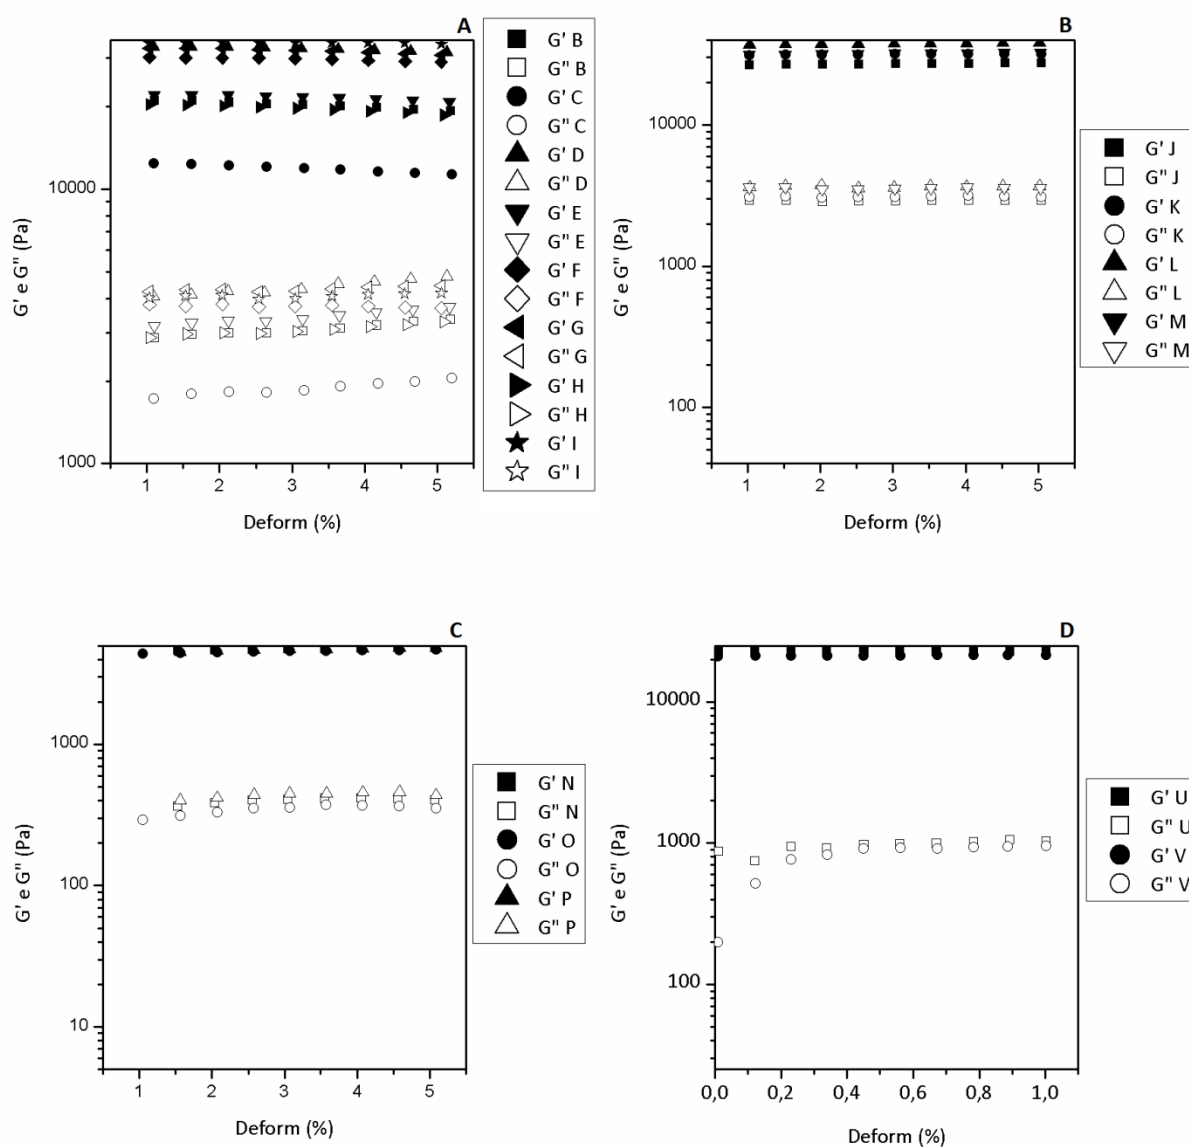 A
G' e G'' (Pa)
10000
1000
1 2 3 4 5
Deform (%)
G' B
G'' B
G' C
G'' C
G' D
G'' D
G' E
G'' E
G' F
G'' F
G' G
G'' G
G' H
G'' H
G' I
G'' I
B
G' e G'' (Pa)
10000
1000
100
1 2 3 4 5
Deform (%)
G' J
G'' J
G' K
G'' K
G' L
G'' L
G' M
G'' M
C
G' e G'' (Pa)
1000
100
10
1 2 3 4 5
Deform (%)
G' N
G'' N
G' O
G'' O
G' P
G'' P
D
G' e G'' (Pa)
10000
1000
100
0,0 0,2 0,4 0,6 0,8 1,0
Deform (%)
G' U
G'' U
G' V
G'' V